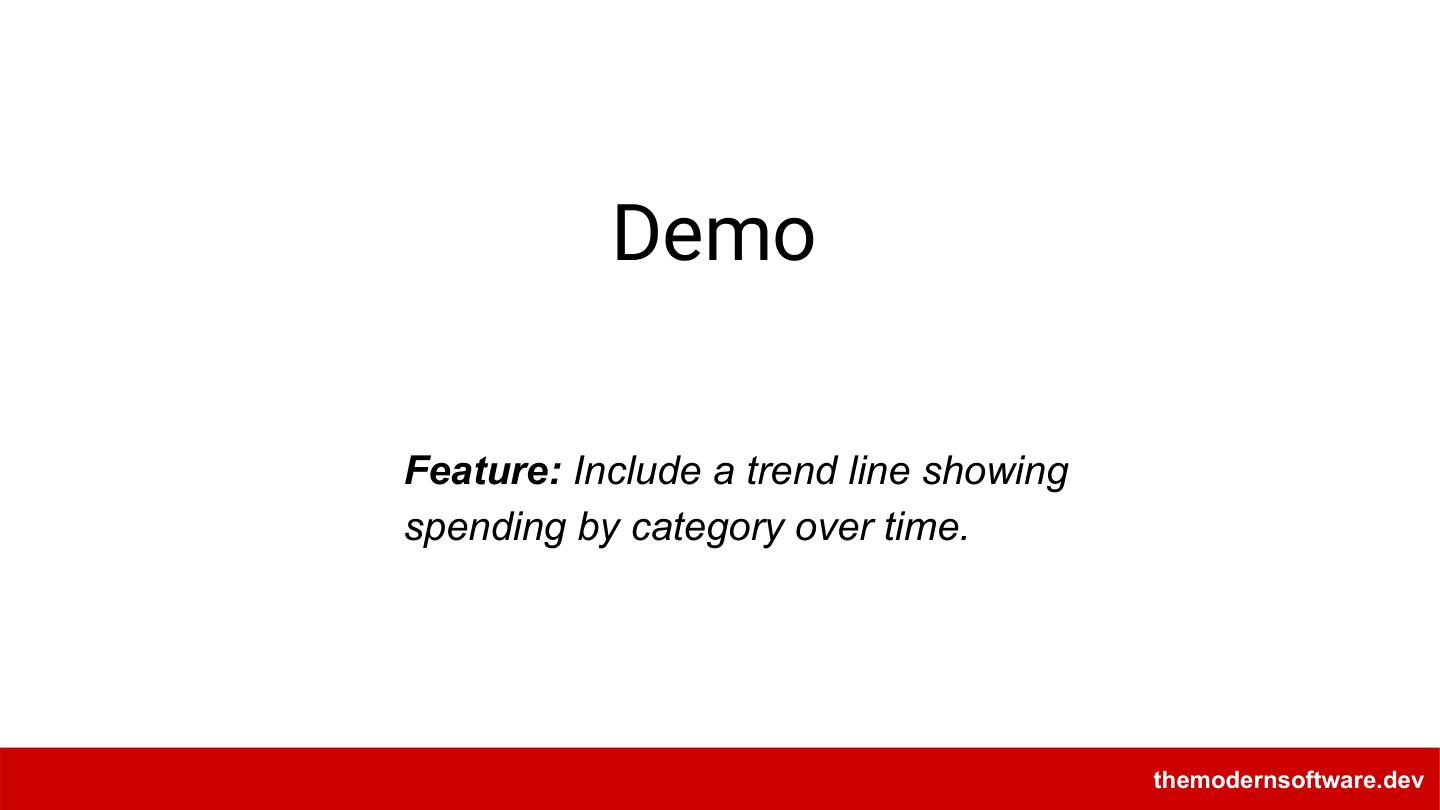 Demo
Feature: Include a trend line showing
spending by category over time.
themodernsoftware.dev